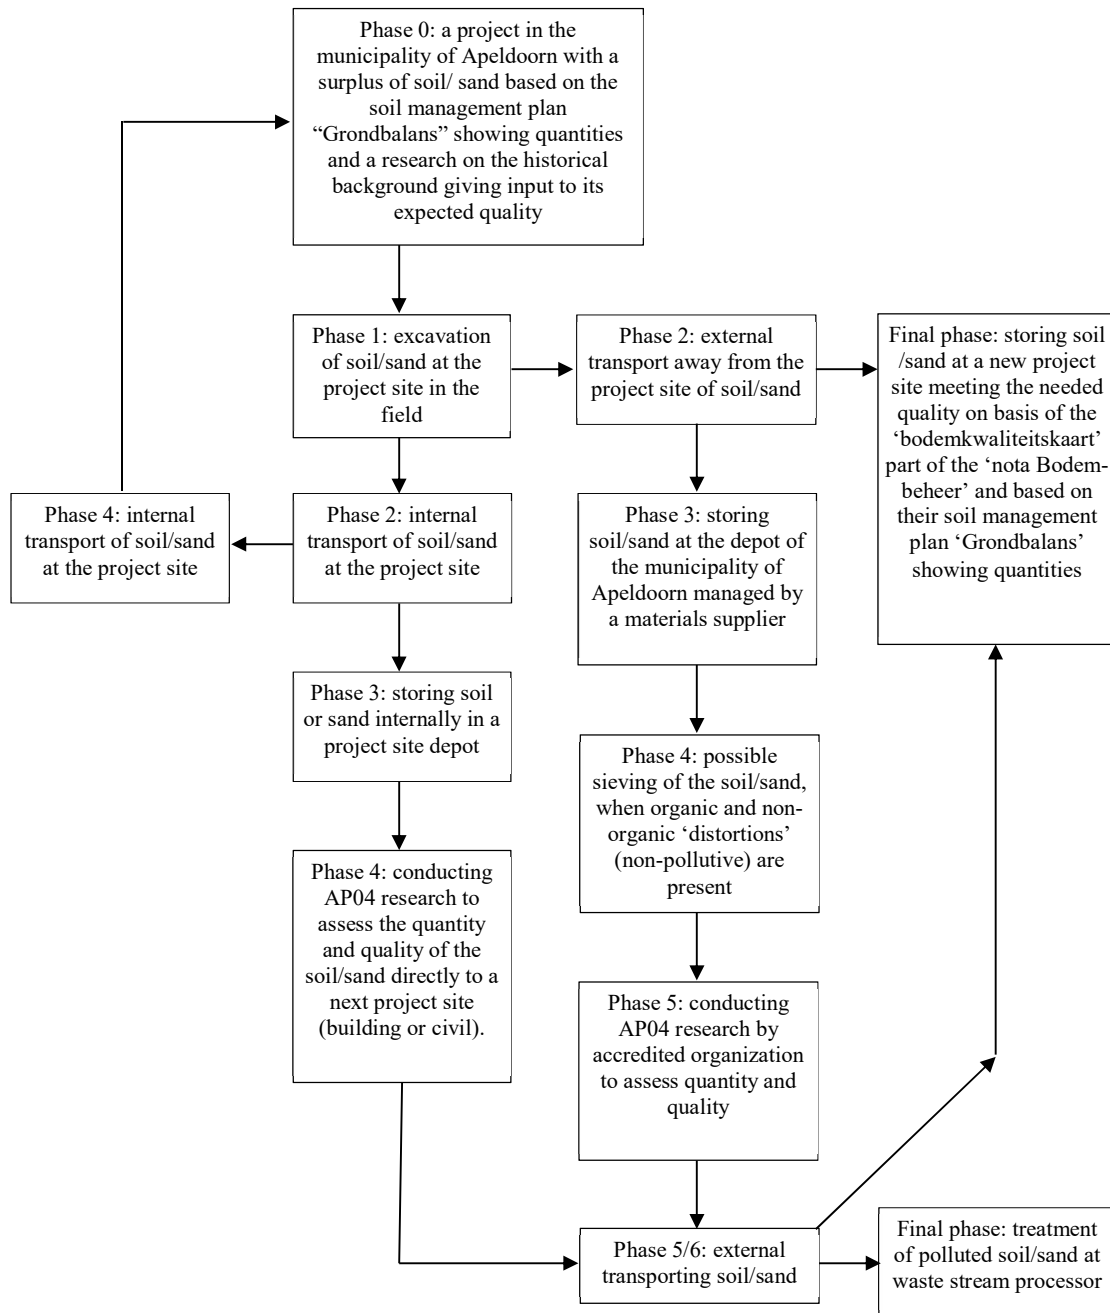 Phase 0: a project in the
municipality of Apeldoorn with a
surplus of soil/ sand based on the
soil management plan
“Grondbalans” showing quantities
and a research on the historical
background giving input to its
expected quality
Phase 1: excavation
of soil/sand at the
project site in the
field
Phase 2: external
transport away from the
project site of soil/sand
Final phase: storing soil
/sand at a new project
site meeting the needed
quality on basis of the
‘bodemkwaliteitskaart’
part of the ‘nota Bodem-
beheer’ and based on
their soil management
plan ‘Grondbalans’
showing quantities
Phase 4: internal
transport of soil/sand
at the project site
Phase 2: internal
transport of soil/sand
at the project site
Phase 3: storing
soil/sand at the depot of
the municipality of
Apeldoorn managed by
a materials supplier
Phase 3: storing soil
or sand internally in a
project site depot
Phase 4: possible
sieving of the soil/sand,
when organic and non-
organic ‘distortions’
(non-pollutive) are
present
Phase 4: conducting
AP04 research to
assess the quantity
and quality of the
soil/sand directly to a
next project site
(building or civil).
Phase 5: conducting
AP04 research by
accredited organization
to assess quantity and
quality
Phase 5/6: external
transporting soil/sand
Final phase: treatment
of polluted soil/sand at
waste stream processor